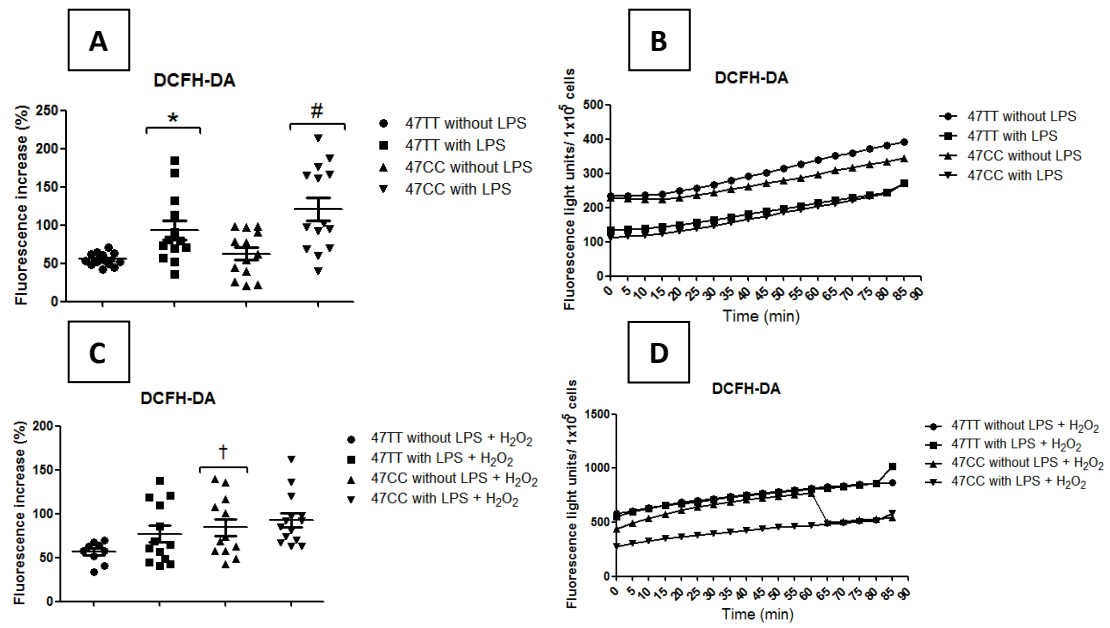 A
DCFH-DA
Fluorescence increase (%)
250
200
150
100
50
0
*
#
47TT without LPS
47TT with LPS
47CC without LPS
47CC with LPS
B
DCFH-DA
Fluorescence light units/ 1x10⁵ cells
500
400
300
200
100
0
0 5 10 15 20 25 30 35 40 45 50 55 60 65 70 75 80 85 90
Time (min)
47TT without LPS
47TT with LPS
47CC without LPS
47CC with LPS
C
DCFH-DA
Fluorescence increase (%)
200
150
100
50
0
†
47TT without LPS + H₂O₂
47TT with LPS + H₂O₂
47CC without LPS + H₂O₂
47CC with LPS + H₂O₂
D
DCFH-DA
Fluorescence light units/ 1x10⁵ cells
1500
1000
500
0
0 5 10 15 20 25 30 35 40 45 50 55 60 65 70 75 80 85 90
Time (min)
47TT without LPS + H₂O₂
47TT with LPS + H₂O₂
47CC without LPS + H₂O₂
47CC with LPS + H₂O₂